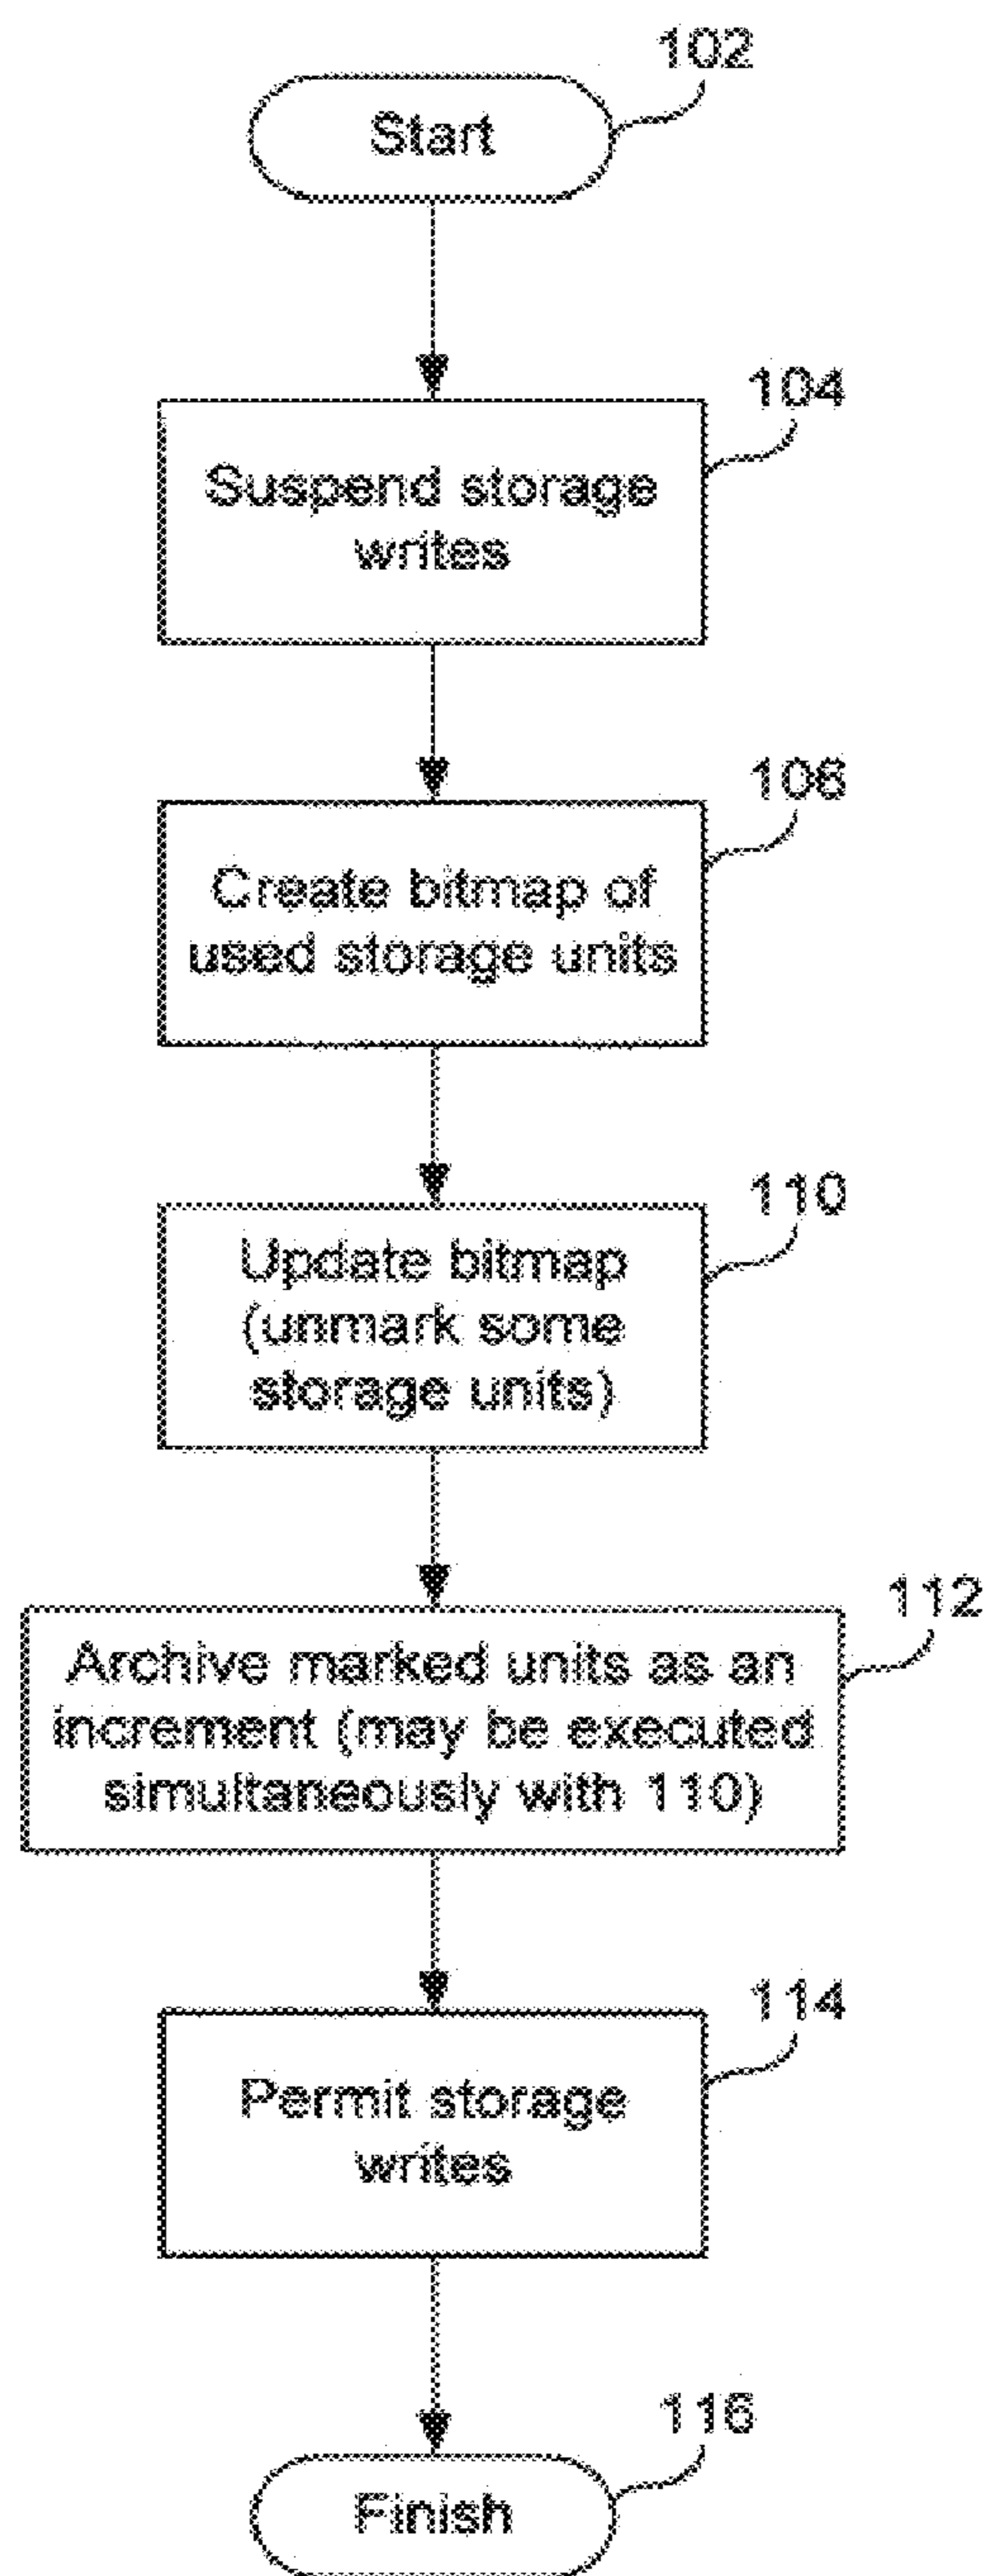 102
Start
104
Suspend storage
writes
106
Create bitmap of
used storage units
110
Update bitmap
(unmark some
storage units)
112
Archive marked units as an
increment (may be executed
simultaneously with 110)
114
Permit storage
writes
116
Finish